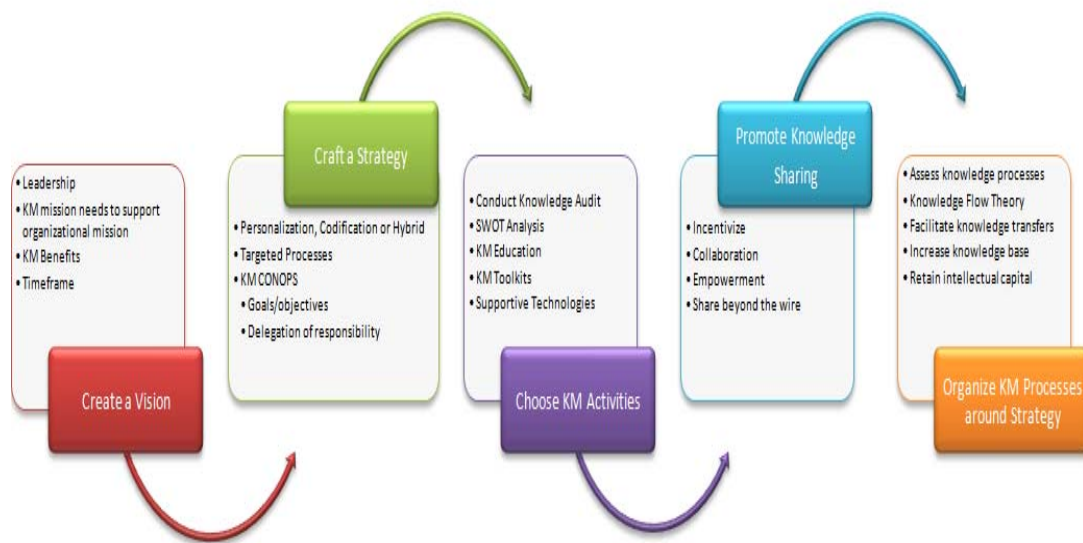 • Leadership
• KM mission needs to support
organizational mission
• KM Benefits
• Timeframe
Create a Vision
Craft a Strategy
• Personalization, Codification or Hybrid
• Targeted Processes
• KM CONOPS
• Goals/objectives
• Delegation of responsibility
• Conduct Knowledge Audit
• SWOT Analysis
• KM Education
• KM Toolkits
• Supportive Technologies
Choose KM Activities
Promote Knowledge
Sharing
• Incentivize
• Collaboration
• Empowerment
• Share beyond the wire
• Assess knowledge processes
• Knowledge Flow Theory
• Facilitate knowledge transfers
• Increase knowledge base
• Retain intellectual capital
Organize KM Processes
around Strategy